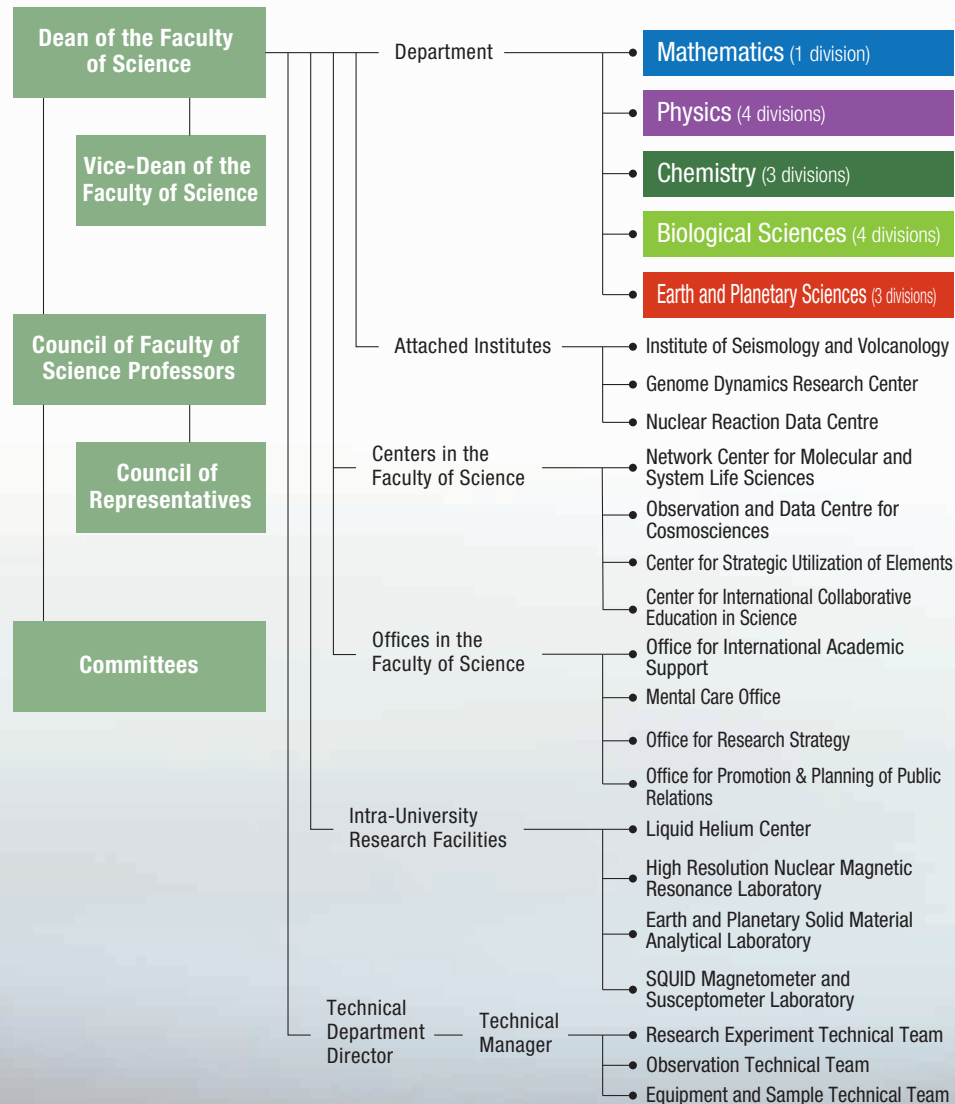 Dean of the Faculty
of Science
Vice-Dean of the
Faculty of Science
Council of Faculty of
Science Professors
Council of
Representatives
Committees
Department
Mathematics (1 division)
Physics (4 divisions)
Chemistry (3 divisions)
Biological Sciences (4 divisions)
Earth and Planetary Sciences (3 divisions)
Attached Institutes
Institute of Seismology and Volcanology
Genome Dynamics Research Center
Nuclear Reaction Data Centre
Centers in the
Faculty of Science
Network Center for Molecular and
System Life Sciences
Observation and Data Centre for
Cosmosciences
Center for Strategic Utilization of Elements
Center for International Collaborative
Education in Science
Offices in the
Faculty of Science
Office for International Academic
Support
Mental Care Office
Office for Research Strategy
Office for Promotion & Planning of Public
Relations
Intra-University
Research Facilities
Liquid Helium Center
High Resolution Nuclear Magnetic
Resonance Laboratory
Earth and Planetary Solid Material
Analytical Laboratory
SQUID Magnetometer and
Susceptometer Laboratory
Technical
Department
Director
Technical
Manager
Research Experiment Technical Team
Observation Technical Team
Equipment and Sample Technical Team